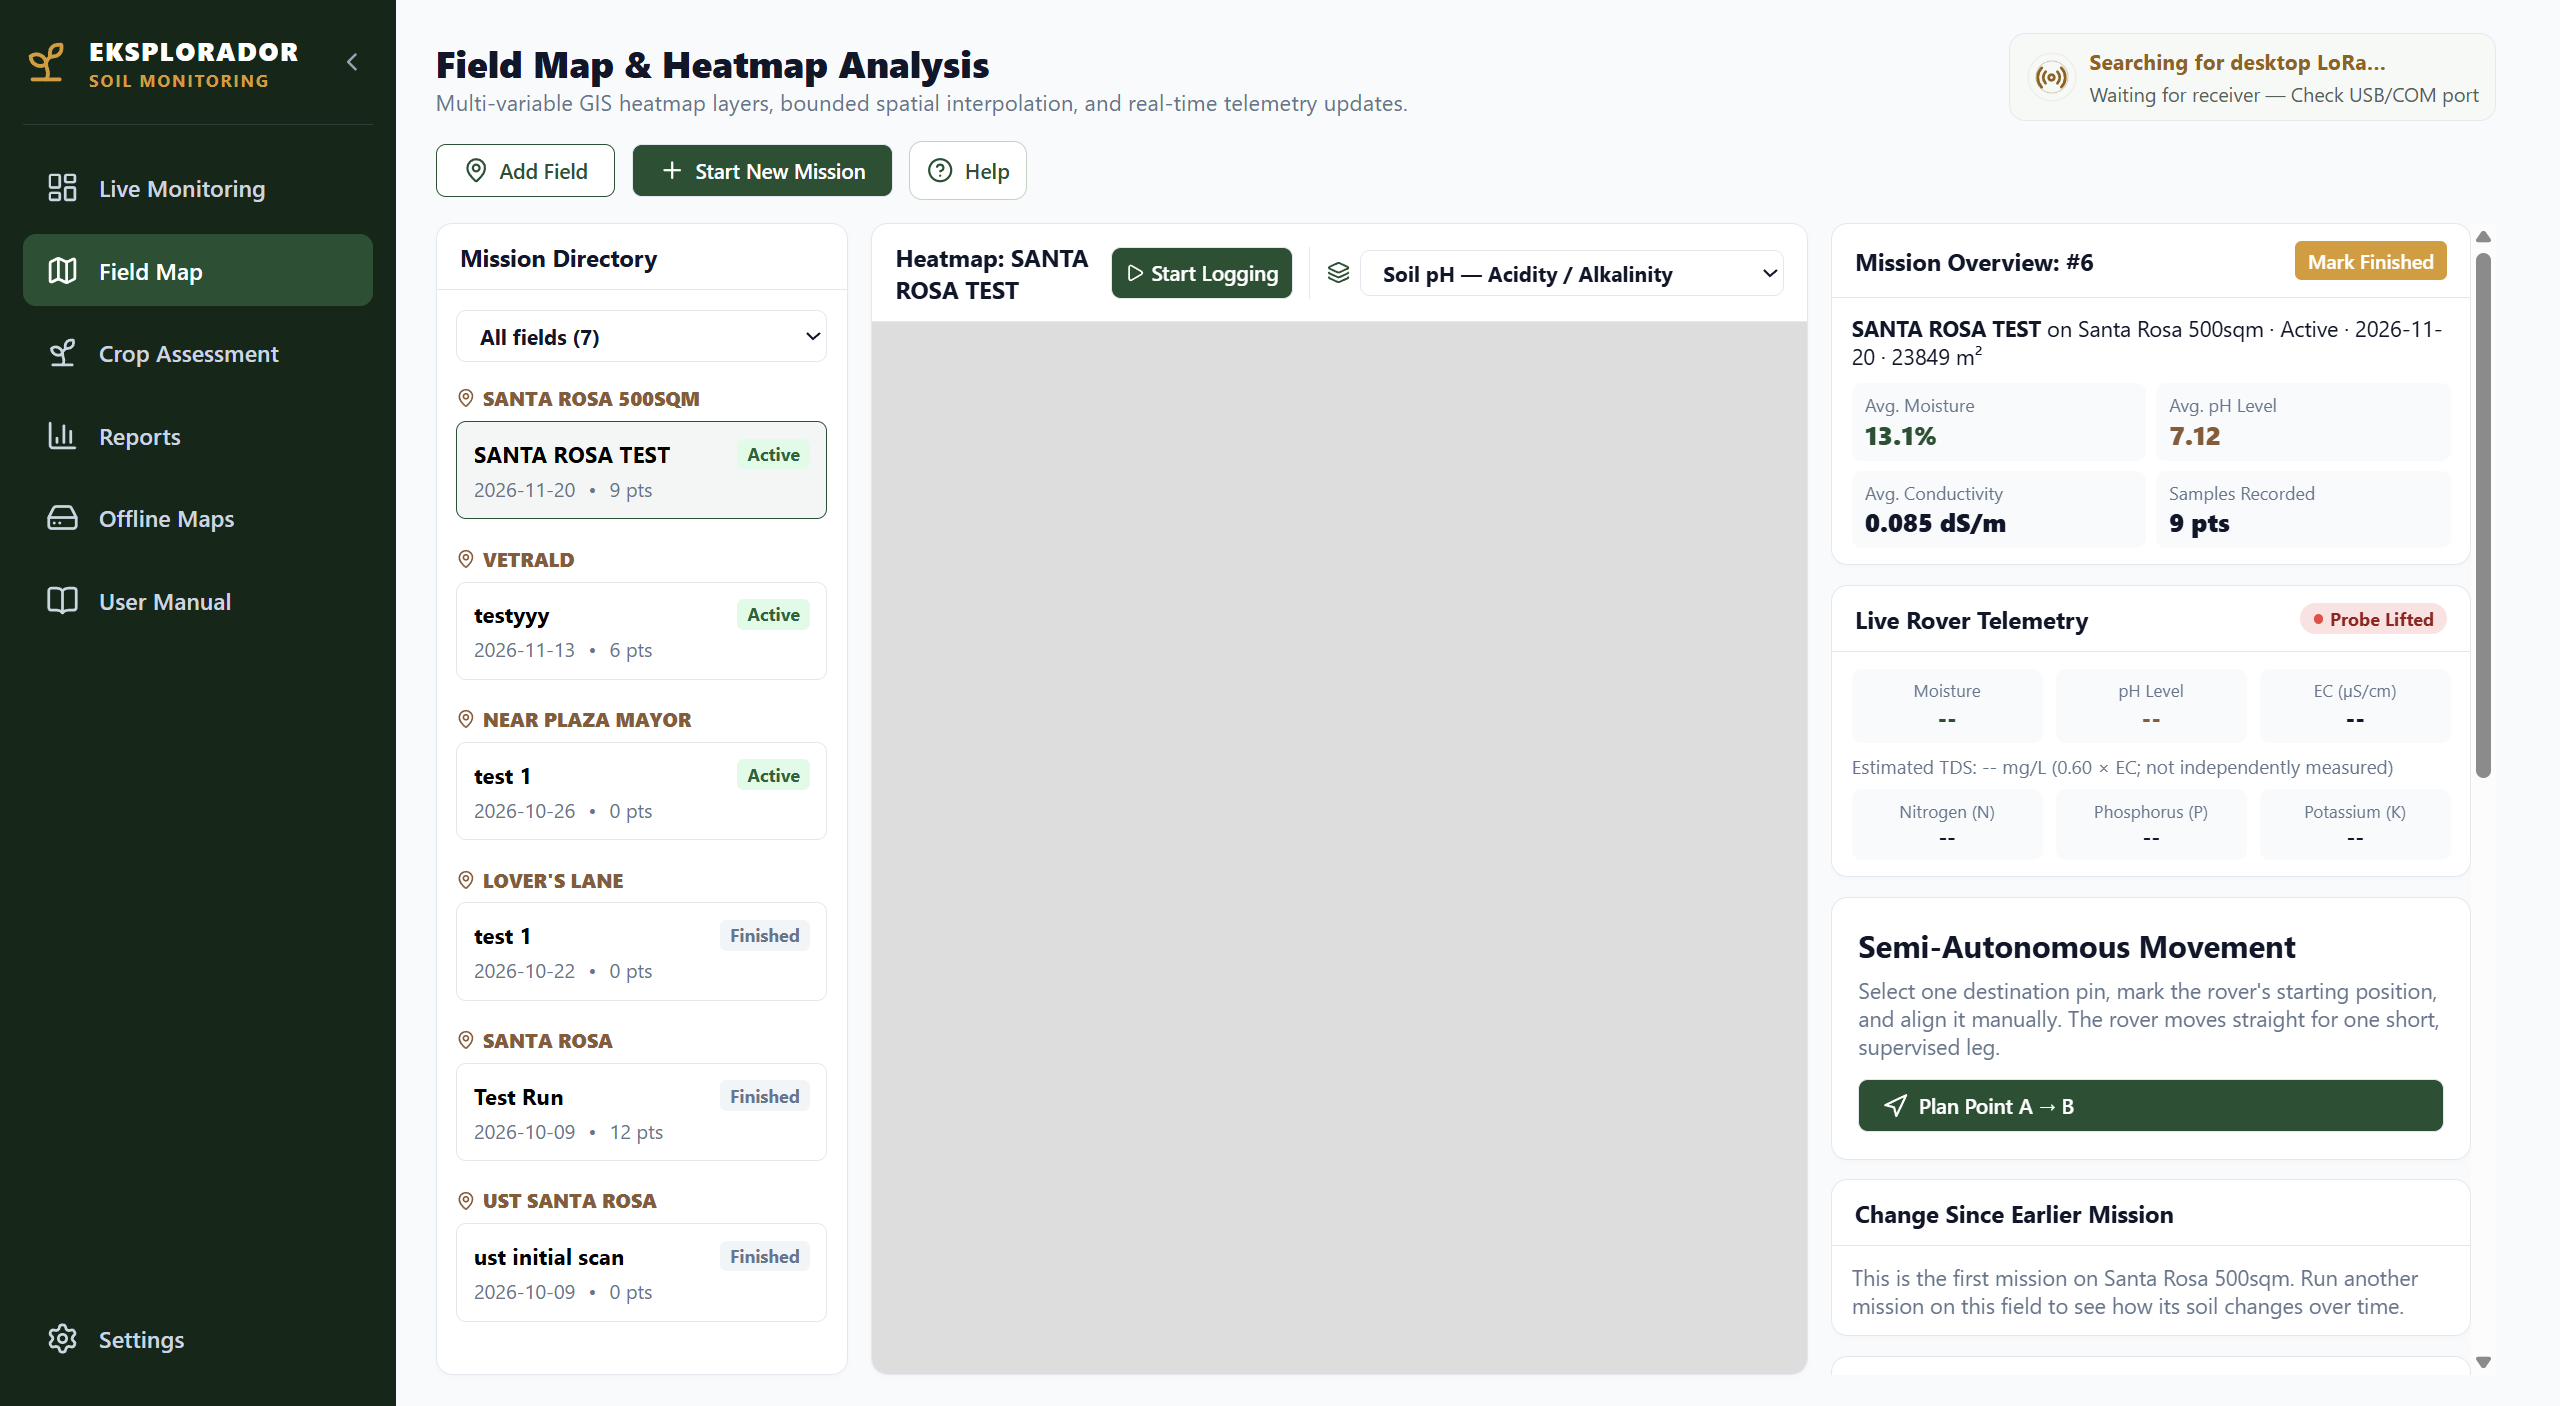 EKSPLORADOR
SOIL MONITORING
Live Monitoring
Field Map
Crop Assessment
Reports
Offline Maps
User Manual
Settings
Field Map & Heatmap Analysis
Multi-variable GIS heatmap layers, bounded spatial interpolation, and real-time telemetry updates.
Searching for desktop LoRa...
Waiting for receiver — Check USB/COM port
Add Field
Start New Mission
Help
Mission Directory
All fields (7)
SANTA ROSA 500SQM
SANTA ROSA TEST Active
2026-11-20 • 9 pts
VETRALD
testyyy Active
2026-11-13 • 6 pts
NEAR PLAZA MAYOR
test 1 Active
2026-10-26 • 0 pts
LOVER'S LANE
test 1 Finished
2026-10-22 • 0 pts
SANTA ROSA
Test Run Finished
2026-10-09 • 12 pts
UST SANTA ROSA
ust initial scan Finished
2026-10-09 • 0 pts
Heatmap: SANTA
ROSA TEST
Start Logging
Soil pH — Acidity / Alkalinity
Mission Overview: #6
Mark Finished
SANTA ROSA TEST on Santa Rosa 500sqm · Active · 2026-11-
20 · 23849 m²
Avg. Moisture
13.1%
Avg. pH Level
7.12
Avg. Conductivity
0.085 dS/m
Samples Recorded
9 pts
Live Rover Telemetry
Probe Lifted
Moisture
--
pH Level
--
EC (µS/cm)
--
Estimated TDS: -- mg/L (0.60 × EC; not independently measured)
Nitrogen (N)
--
Phosphorus (P)
--
Potassium (K)
--
Semi-Autonomous Movement
Select one destination pin, mark the rover's starting position,
and align it manually. The rover moves straight for one short,
supervised leg.
Plan Point A → B
Change Since Earlier Mission
This is the first mission on Santa Rosa 500sqm. Run another
mission on this field to see how its soil changes over time.